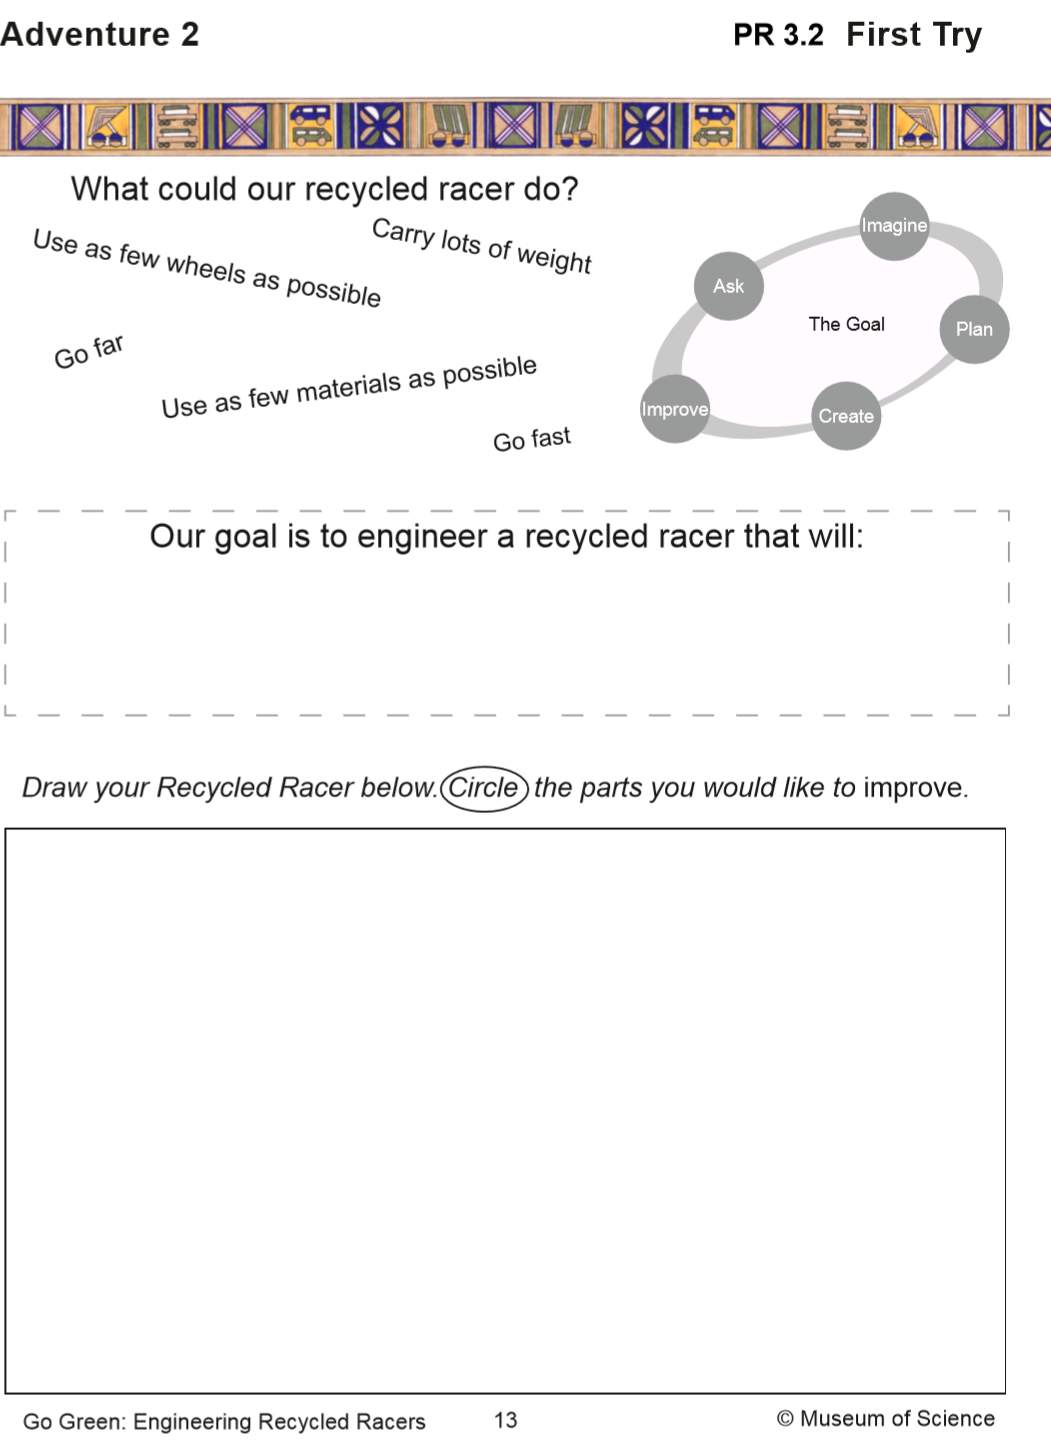 Adventure 2
PR 3.2 First Try
What could our recycled racer do?
Use as few wheels as possible
Carry lots of weight
Go far
Use as few materials as possible
Go fast
Imagine
Ask
The Goal
Plan
Improve
Create
Our goal is to engineer a recycled racer that will:
Draw your Recycled Racer below. Circle the parts you would like to improve.
Go Green: Engineering Recycled Racers
13
© Museum of Science